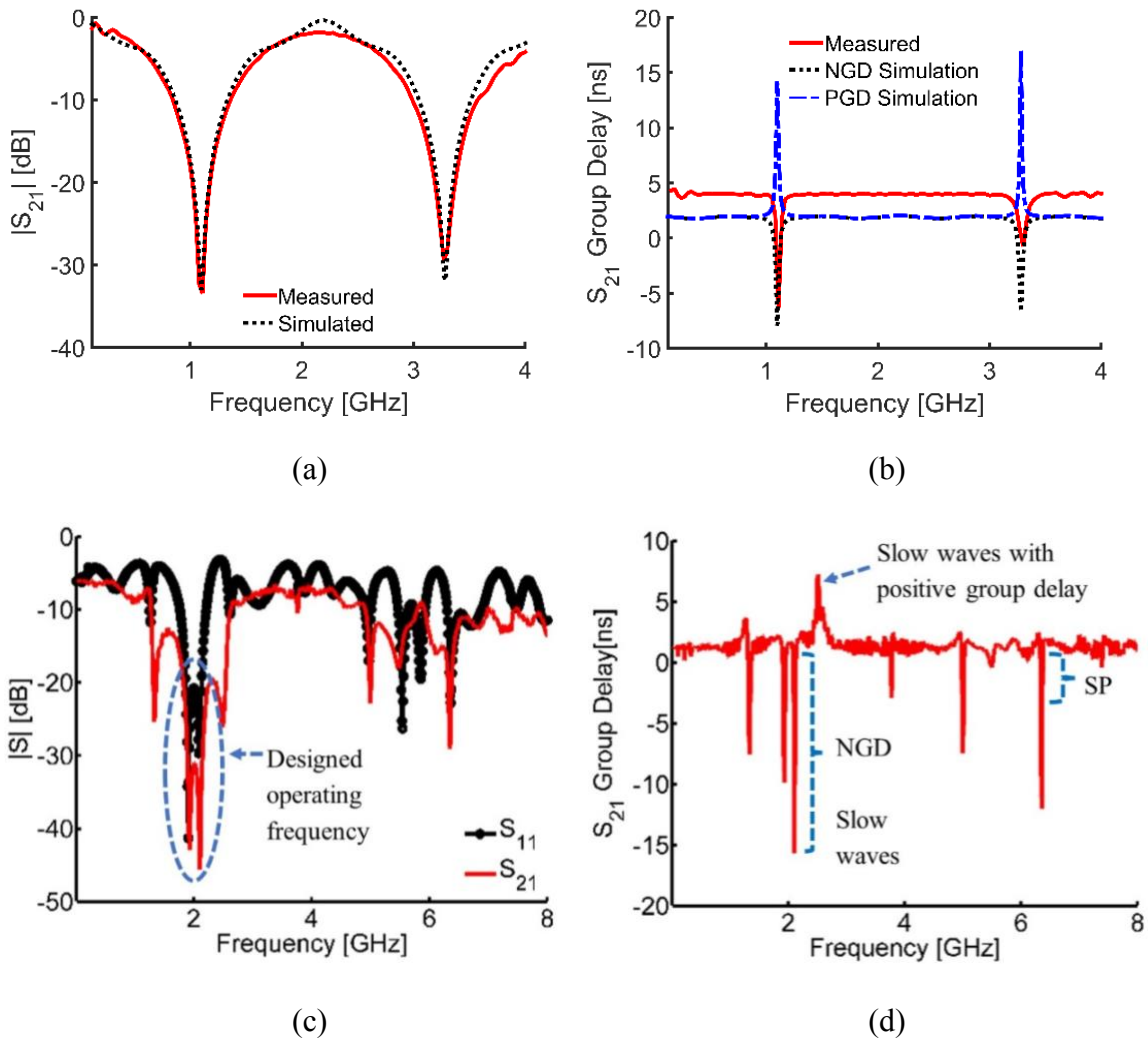 0
-10
-20
-30
-40
|S21| [dB]
Measured
Simulated
1
2
3
4
Frequency [GHz]
(a)
20
15
10
5
0
-5
-10
S21 Group Delay [ns]
Measured
NGD Simulation
PGD Simulation
1
2
3
4
Frequency [GHz]
(b)
0
-10
-20
-30
-40
-50
|S| [dB]
Designed
operating
frequency
S11
S21
2
4
6
8
Frequency [GHz]
(c)
10
5
0
-5
-10
-15
-20
S21 Group Delay[ns]
Slow waves with
positive group delay
SP
NGD
Slow
waves
2
4
6
8
Frequency [GHz]
(d)